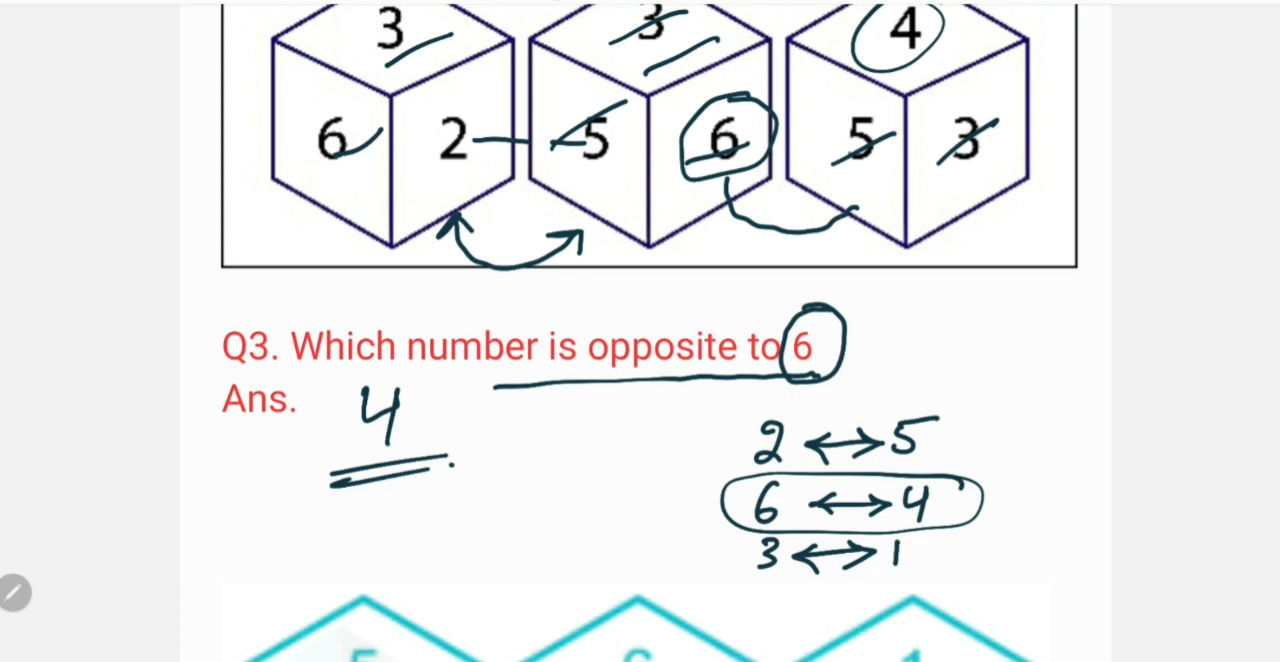 3 3 4
6 2 5 6 5 3
Q3. Which number is opposite to 6
Ans. 4
2 ↔ 5
6 ↔ 4
3 ↔ 1